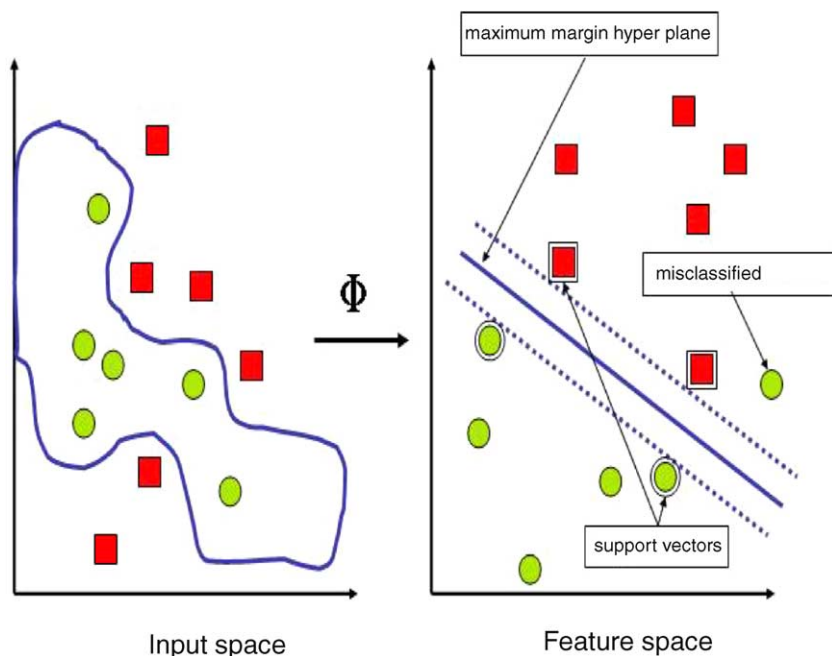 maximum margin hyper plane
misclassified
Φ
support vectors
Input space
Feature space